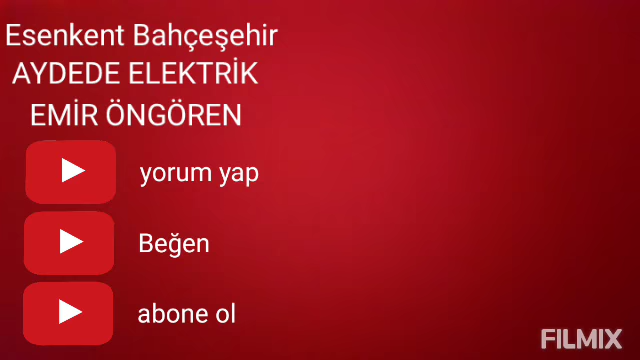 Esenkent Bahçeşehir
AYDEDE ELEKTRİK
EMİR ÖNGÖREN
yorum yap
Beğen
abone ol
FILMIX